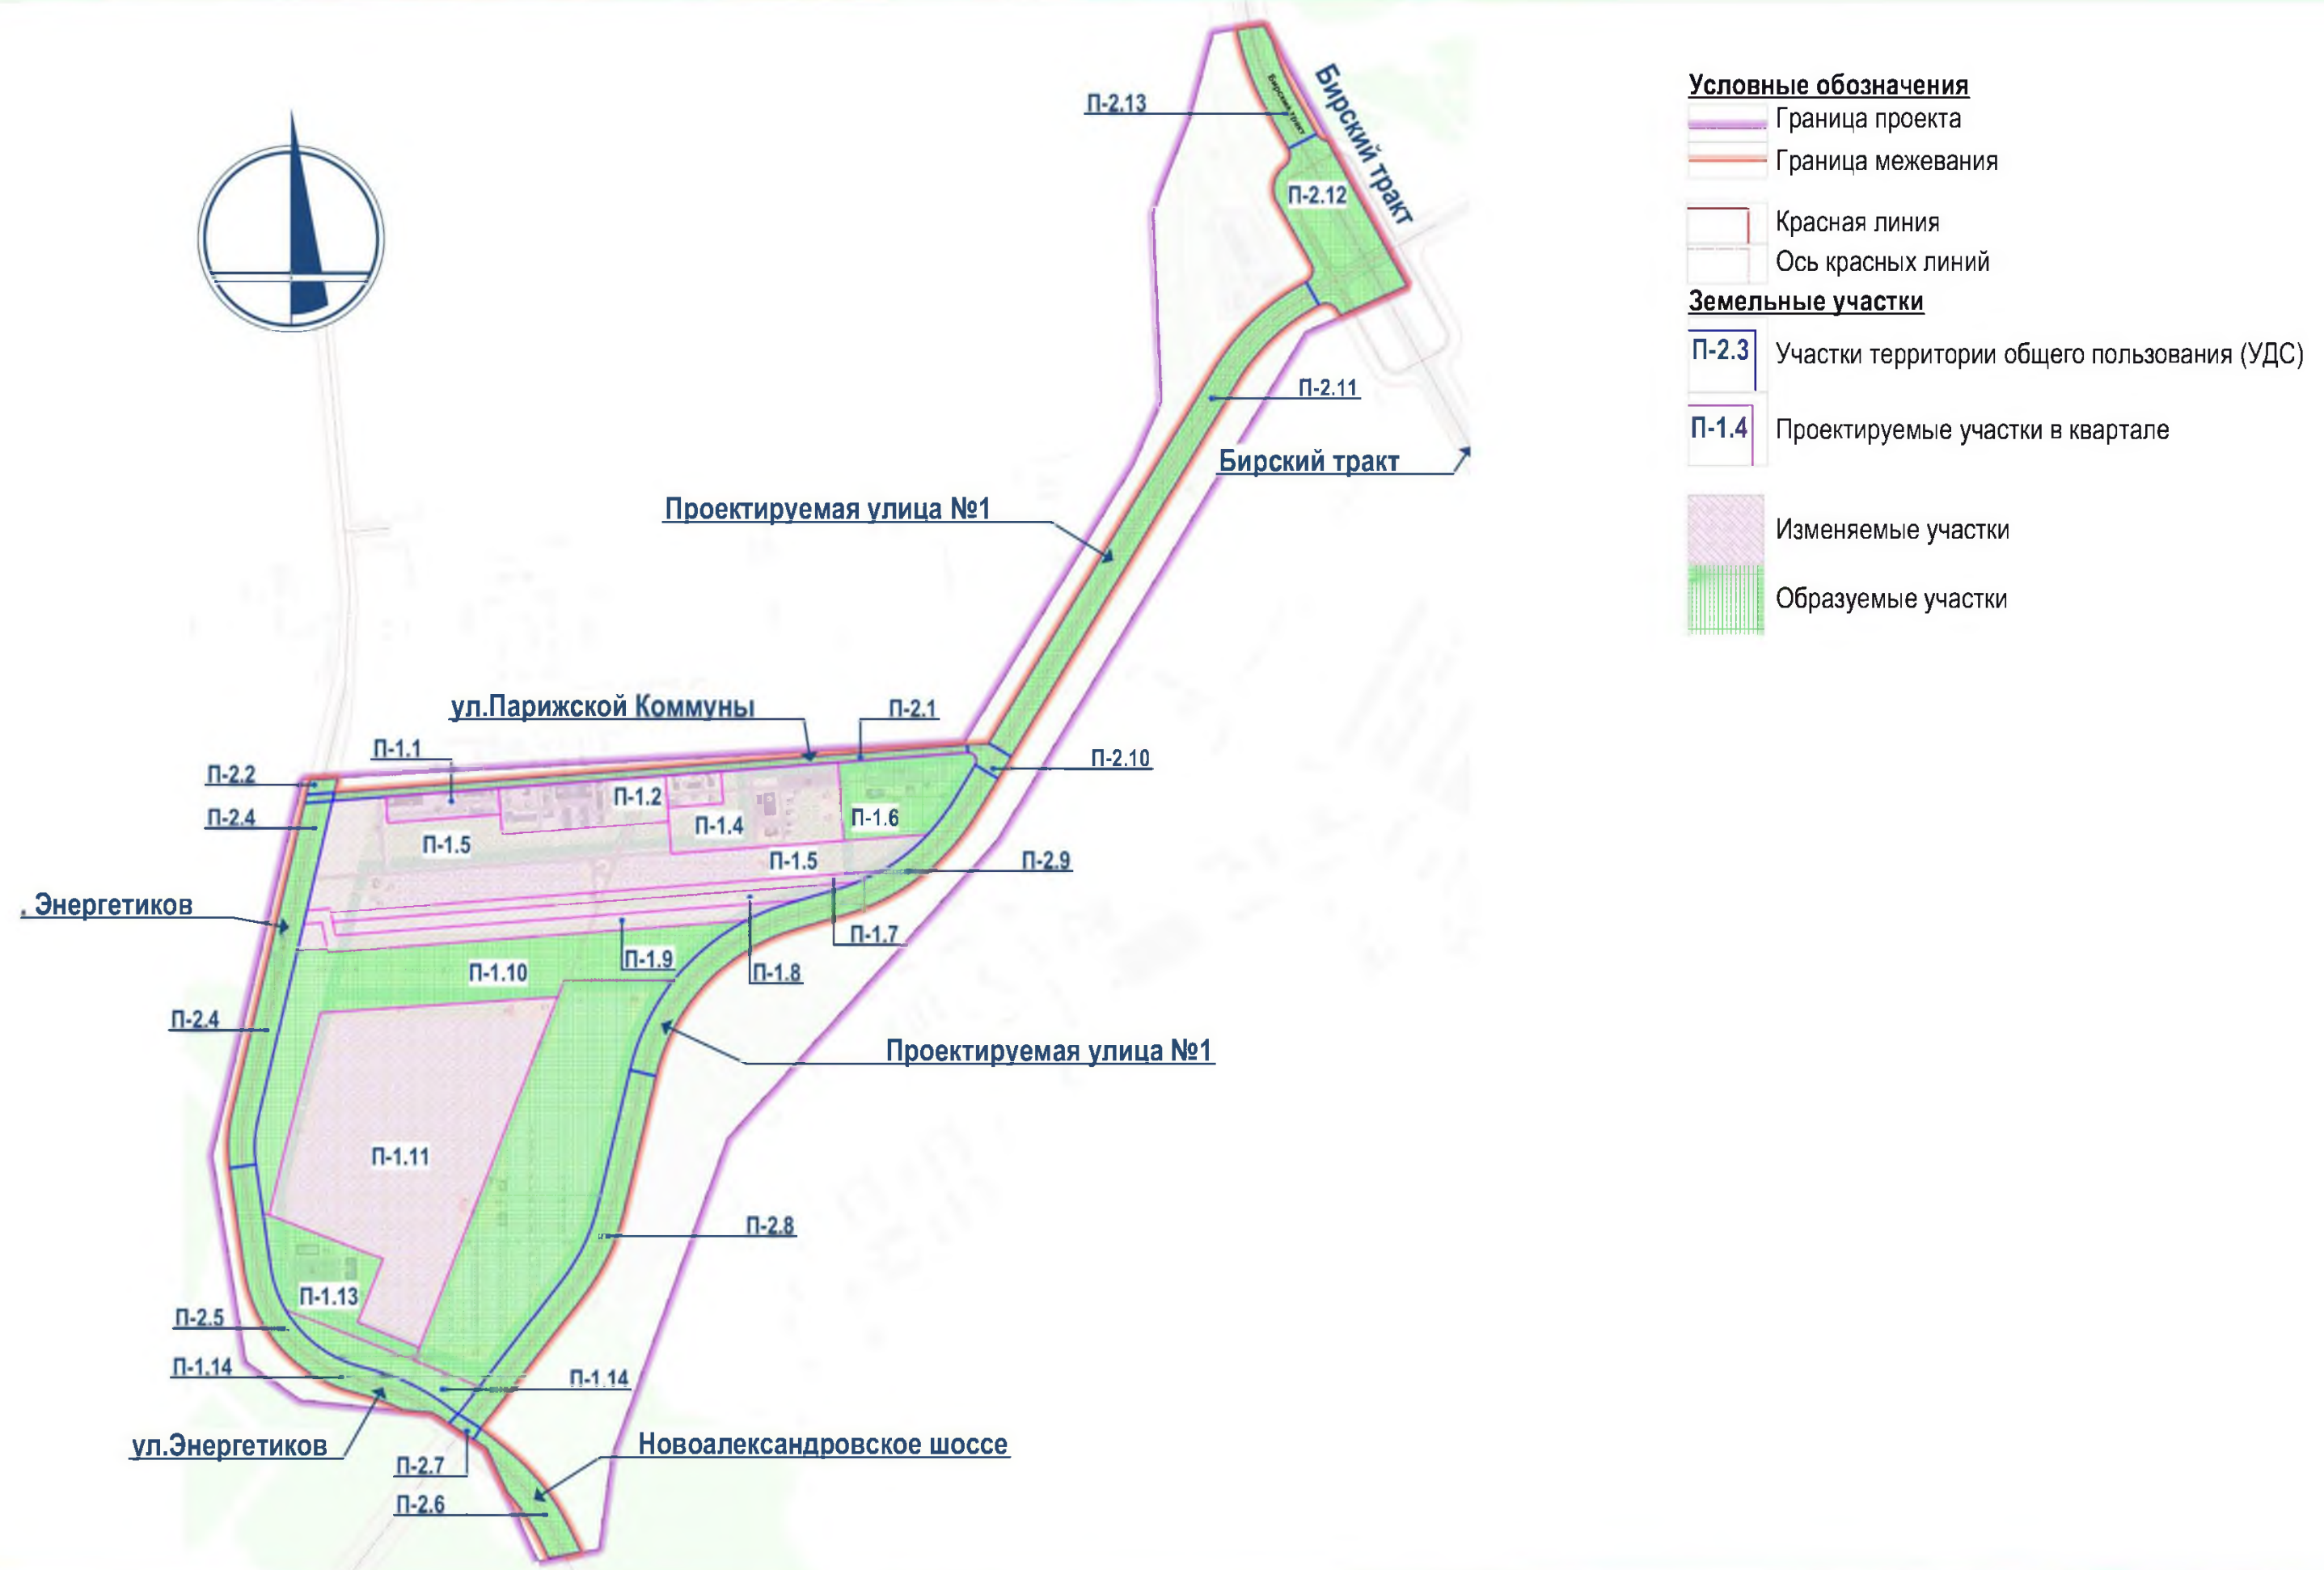 П-2.13
Бирский тракт
Бирский тракт
П-2.12
П-2.11
Бирский тракт
Проектируемая улица №1
ул.Парижской Коммуны
П-2.1
П-1.1
П-2.2
П-2.10
П-1.2
П-2.4
П-1.4
П-1.6
П-1.5
П-1.5
П-2.9
. Энергетиков
П-1.7
П-1.9
П-1.10
П-1.8
П-2.4
Проектируемая улица №1
П-1.11
П-2.8
П-1.13
П-2.5
П-1.14
П-1.14
ул.Энергетиков
Новоалександровское шоссе
П-2.7
П-2.6
Условные обозначения
Граница проекта
Граница межевания
Красная линия
Ось красных линий
Земельные участки
П-2.3 Участки территории общего пользования (УДС)
П-1.4 Проектируемые участки в квартале
Изменяемые участки
Образуемые участки